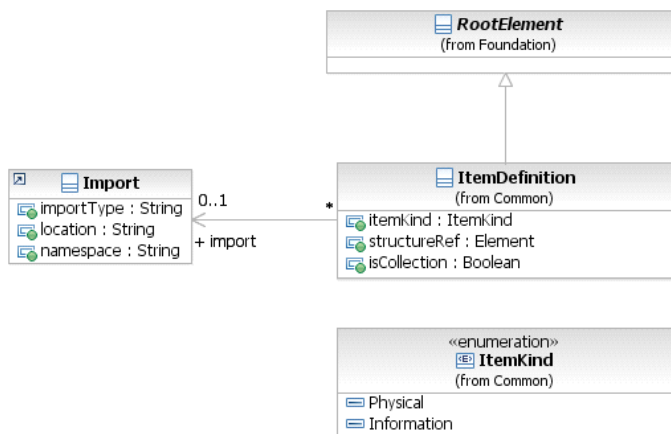 RootElement
(from Foundation)
Import
importType : String
location : String
namespace : String
0..1
+ import
*
ItemDefinition
(from Common)
itemKind : ItemKind
structureRef : Element
isCollection : Boolean
«enumeration»
ItemKind
(from Common)
Physical
Information